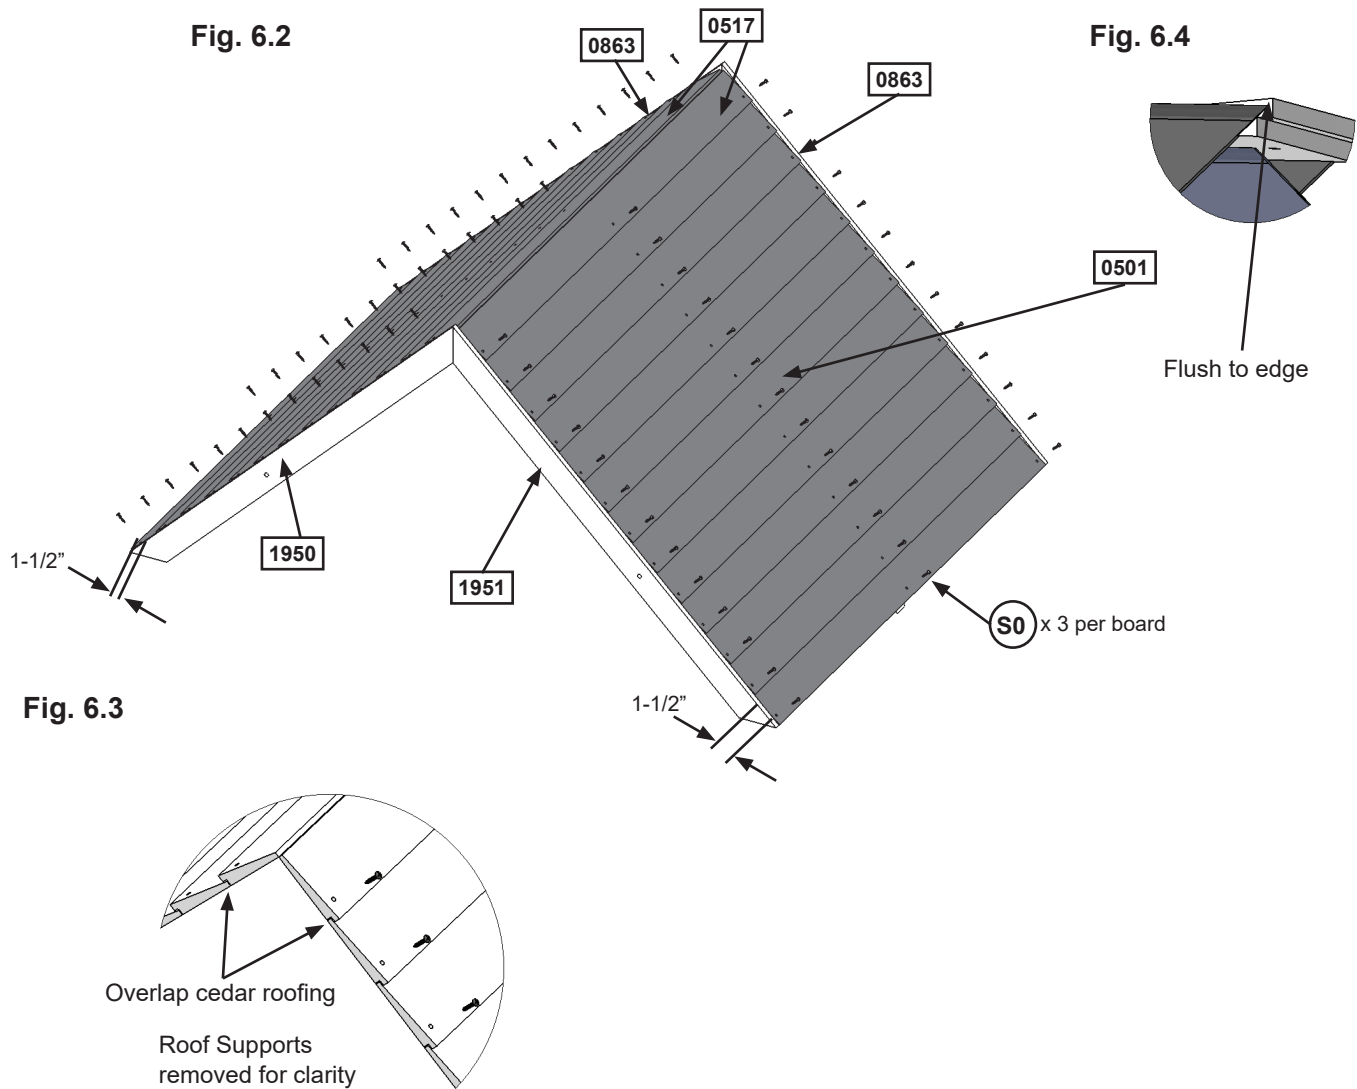 Fig. 6.2
0863
0517
Fig. 6.4
0863
0501
Flush to edge
1-1/2”
1950
1951
S0 x 3 per board
1-1/2”
Fig. 6.3
Overlap cedar roofing
Roof Supports
removed for clarity